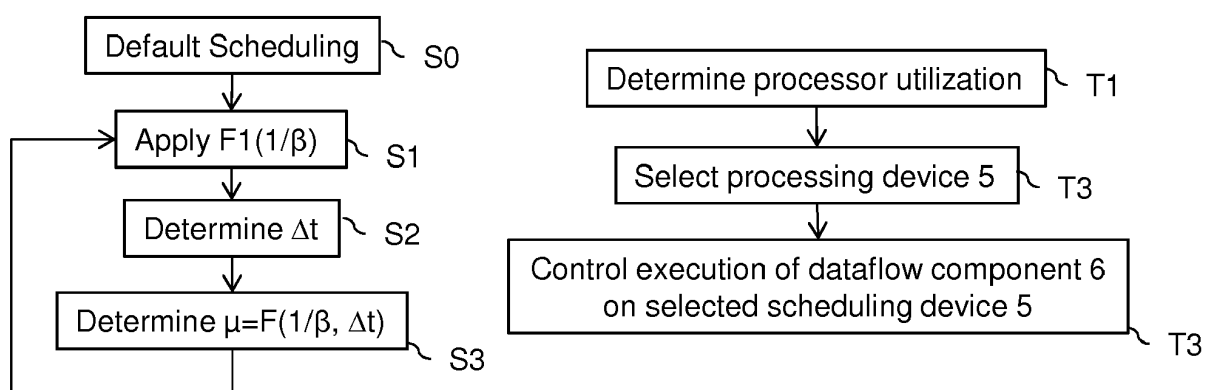 Default Scheduling
S0
Apply F1(1/β)
S1
Determine Δt
S2
Determine μ=F(1/β, Δt)
S3
Determine processor utilization
T1
Select processing device 5
T3
Control execution of dataflow component 6
on selected scheduling device 5
T3